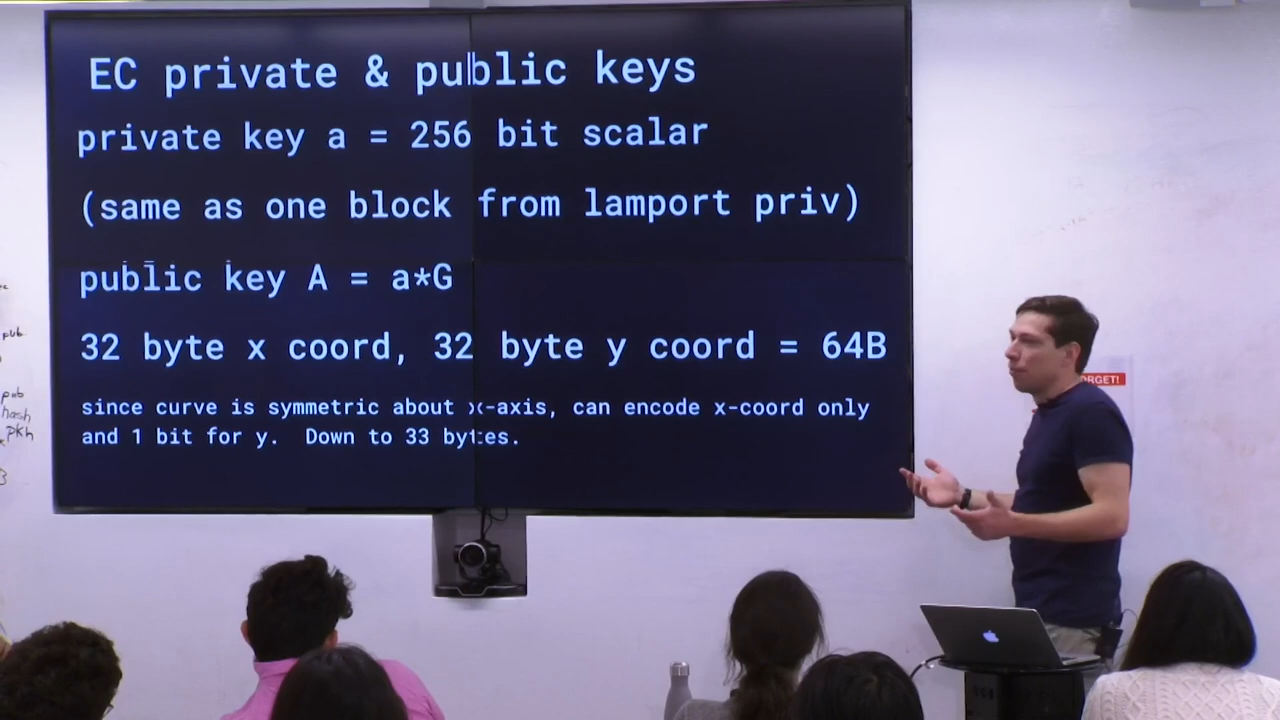 EC private & public keys
private key a = 256 bit scalar
(same as one block from lamport priv)
public key A = a*G
32 byte x coord, 32 byte y coord = 64B
since curve is symmetric about x-axis, can encode x-coord only
and 1 bit for y. Down to 33 bytes.
ORGET!
pub
pub
hash
PKh